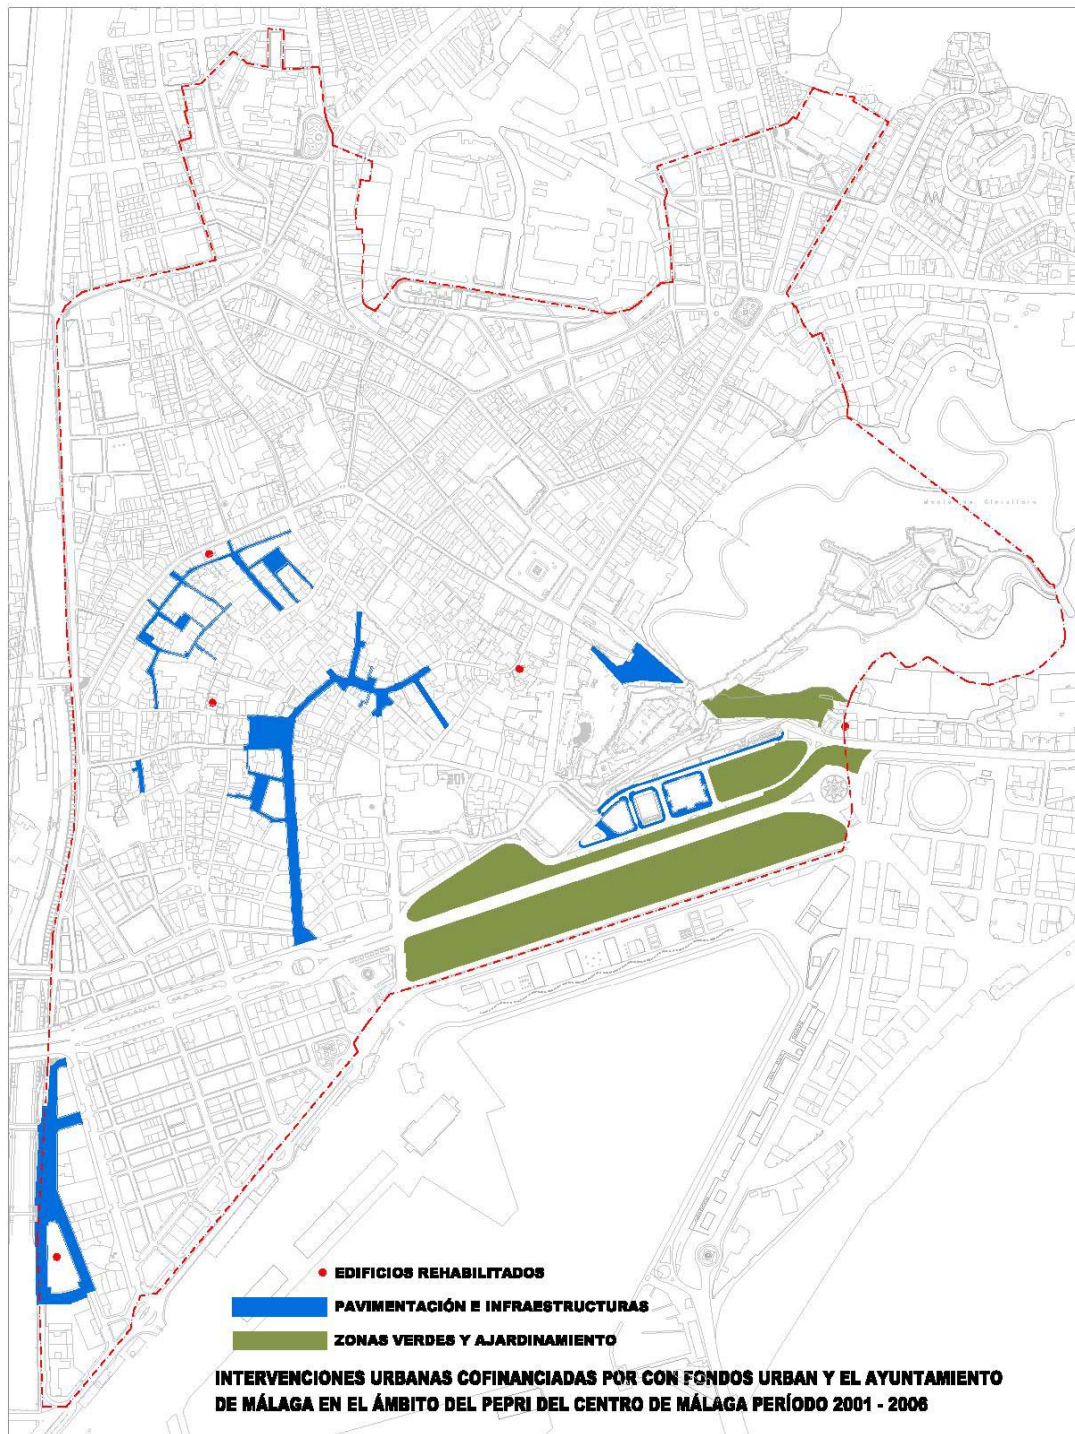 EDIFICIOS REHABILITADOS
PAVIMENTACIÓN E INFRAESTRUCTURAS
ZONAS VERDES Y AJARDINAMIENTO
INTERVENCIONES URBANAS COFINANCIADAS POR CON FONDOS URBAN Y EL AYUNTAMIENTO
DE MÁLAGA EN EL ÁMBITO DEL PEPRI DEL CENTRO DE MÁLAGA PERÍODO 2001 - 2006